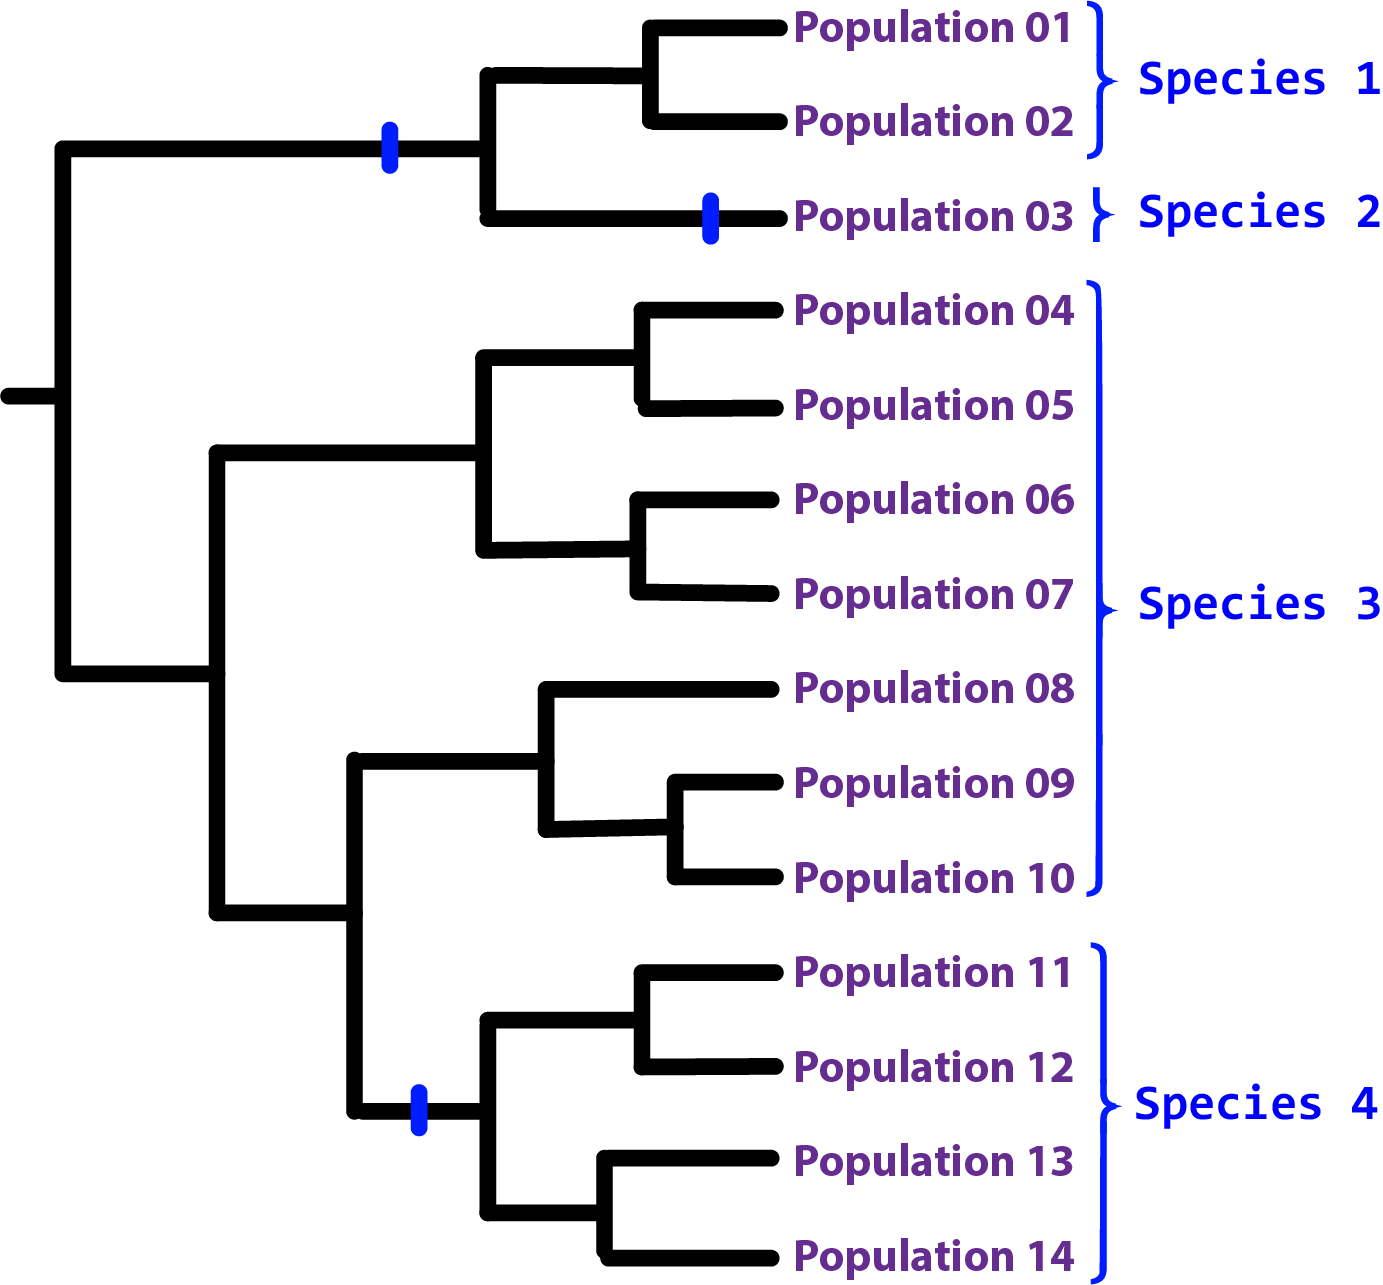 Population 01
Population 02
Species 1
Population 03
Species 2
Population 04
Population 05
Population 06
Population 07
Population 08
Population 09
Population 10
Species 3
Population 11
Population 12
Population 13
Population 14
Species 4